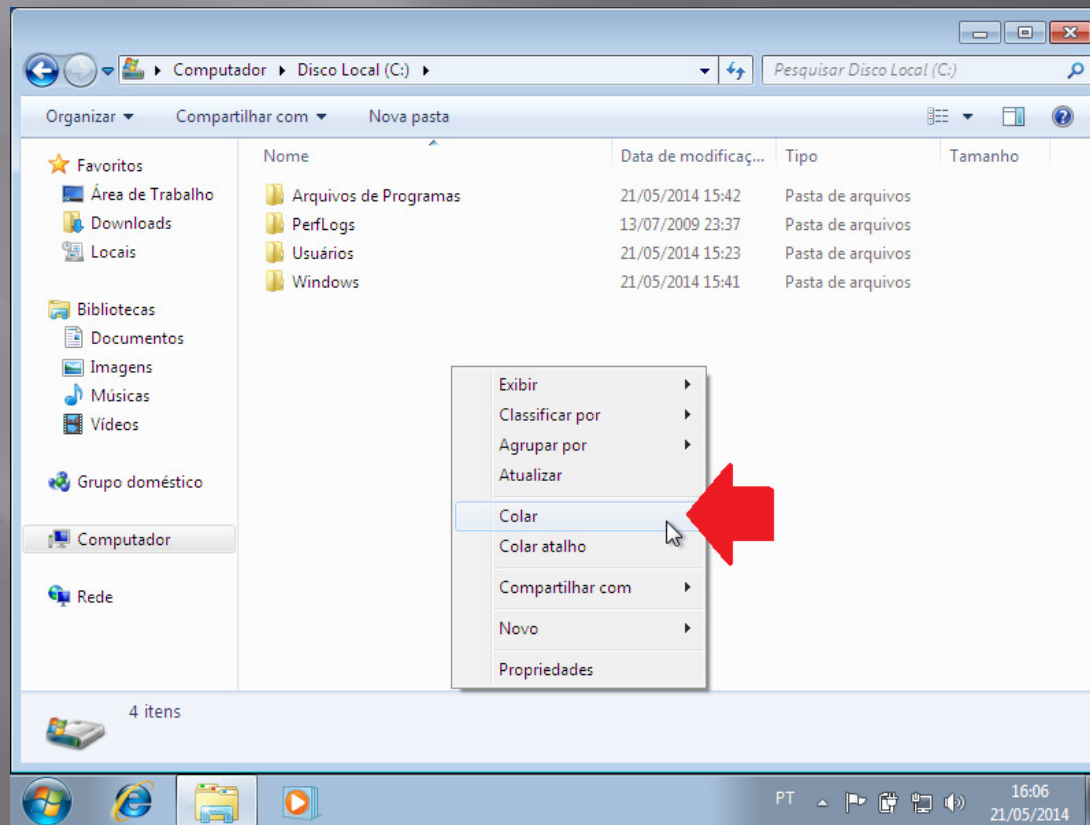 Computador Disco Local (C:)
Pesquisar Disco Local (C:)
Organizar Compartilhar com Nova pasta
Favoritos
Área de Trabalho
Downloads
Locais
Bibliotecas
Documentos
Imagens
Músicas
Vídeos
Grupo doméstico
Computador
Rede
Nome Data de modificaç... Tipo Tamanho
Arquivos de Programas 21/05/2014 15:42 Pasta de arquivos
PerfLogs 13/07/2009 23:37 Pasta de arquivos
Usuários 21/05/2014 15:23 Pasta de arquivos
Windows 21/05/2014 15:41 Pasta de arquivos
Exibir
Classificar por
Agrupar por
Atualizar
Colar
Colar atalho
Compartilhar com
Novo
Propriedades
4 itens
PT
16:06
21/05/2014